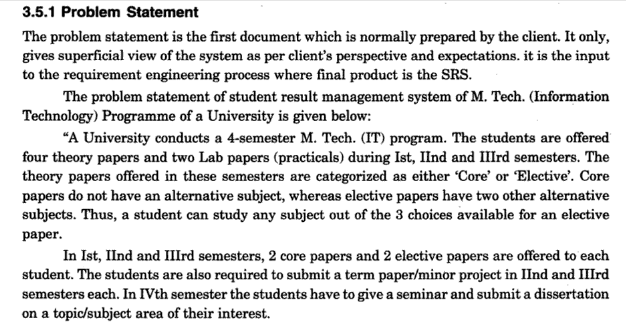 3.5.1 Problem Statement
The problem statement is the first document which is normally prepared by the client. It only,
gives superficial view of the system as per client's perspective and expectations. it is the input
to the requirement engineering process where final product is the SRS.
The problem statement of student result management system of M. Tech. (Information
Technology) Programme of a University is given below:
"A University conducts a 4-semester M. Tech. (IT) program. The students are offered
four theory papers and two Lab papers (practicals) during Ist, IInd and IIIrd semesters. The
theory papers offered in these semesters are categorized as either 'Core' or 'Elective'. Core
papers do not have an alternative subject, whereas elective papers have two other alternative
subjects. Thus, a student can study any subject out of the 3 choices available for an elective
paper.
In Ist, IInd and IIIrd semesters, 2 core papers and 2 elective papers are offered to each
student. The students are also required to submit a term paper/minor project in IInd and IIIrd
semesters each. In IVth semester the students have to give a seminar and submit a dissertation
on a topic/subject area of their interest.